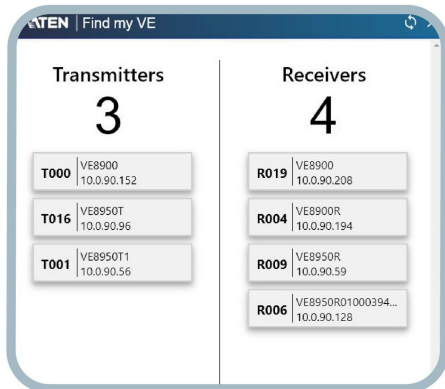 ATEN | Find my VE
Transmitters
3
T000 VE8900
10.0.90.152
T016 VE8950T
10.0.90.96
T001 VE8950T1
10.0.90.56
Receivers
4
R019 VE8900
10.0.90.208
R004 VE8900R
10.0.90.194
R009 VE8950R
10.0.90.59
R006 VE8950R01000394...
10.0.90.128